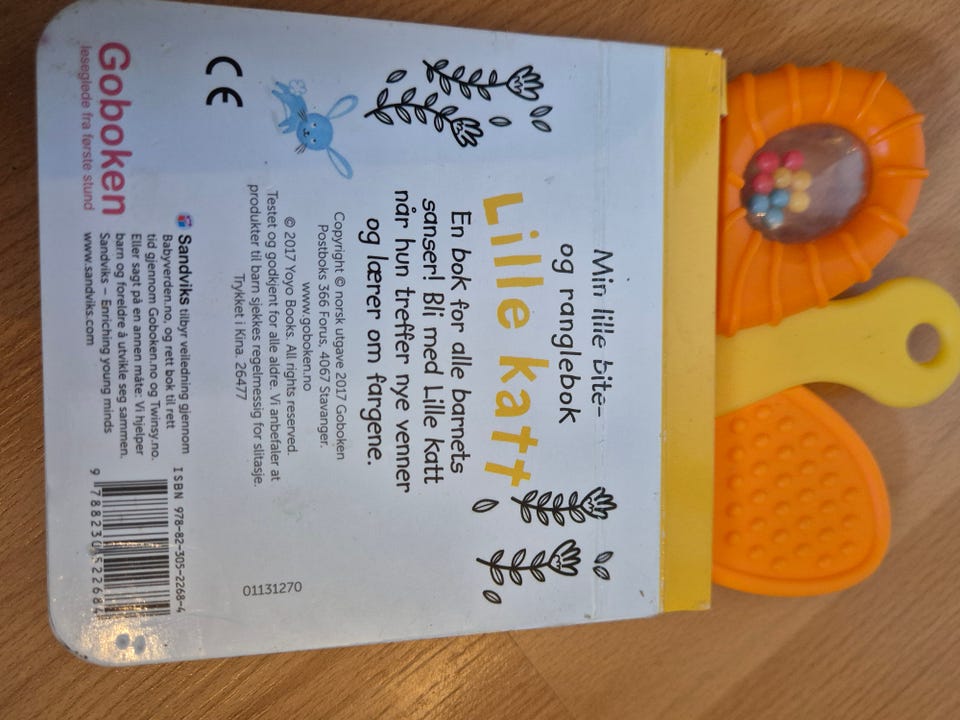 Min lille bite-
og ranglebok
Lille katt
En bok for alle barnets
sanser! Bli med Lille katt
når hun treffer nye venner
og lærer om fargene.
Copyright © norsk utgave 2017 Goboken
Postboks 366 Forus, 4067 Stavanger.
www.goboken.no
© 2017 Yoyo Books. All rights reserved.
Testet og godkjent for alle aldre. Vi anbefaler at
produkter til barn sjekkes regelmessig for slitasje.
Trykket i Kina. 26477
01131270
CE
Goboken
leseglede fra første stund
Sandviks tilbyr veiledning gjennom
Babyverden.no, og rett bok til rett
tid gjennom Goboken.no og Twinsy.no.
Eller sagt på en annen måte: Vi hjelper
barn og foreldre å utvikle seg sammen.
Sandviks – Enriching young minds
www.sandviks.com
ISBN 978-82-305-2268-4
9 788230 522684